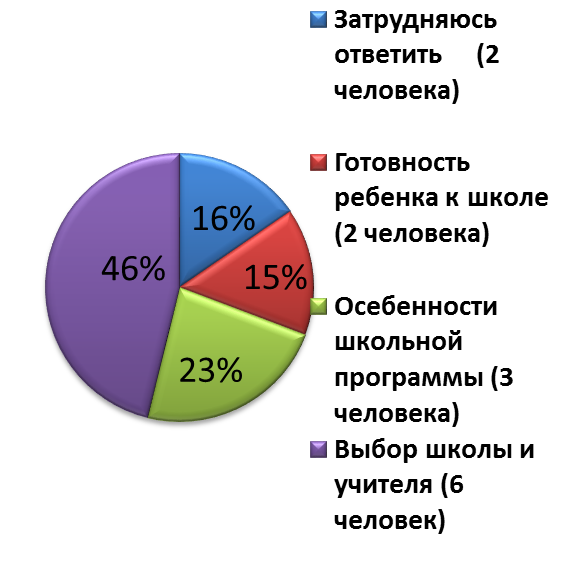 Затрудняюсь
ответить (2
человека)
16%
Готовность
ребенка к школе
(2 человека)
46%
15%
Осебенности
школьной
программы (3
человека)
23%
Выбор школы и
учителя (6
человек)